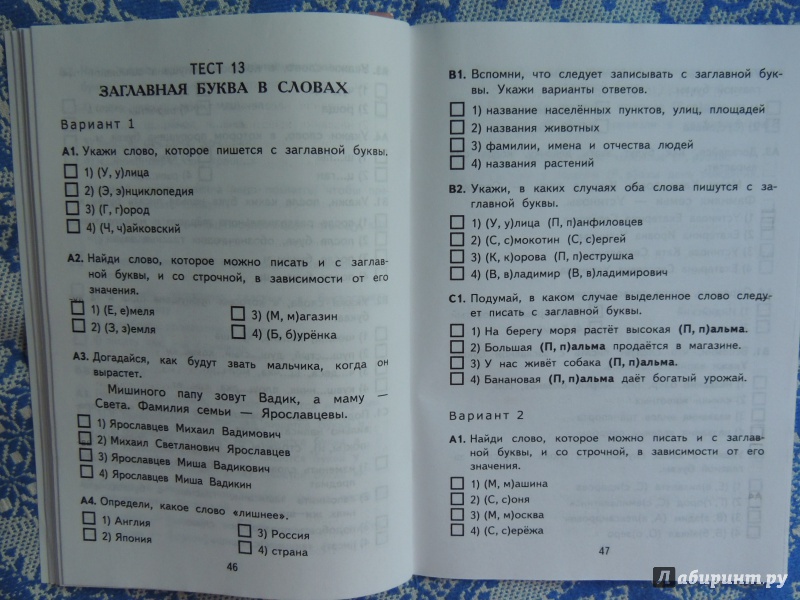 ТЕСТ 13
ЗАГЛАВНАЯ БУКВА В СЛОВАХ
Вариант 1
А1. Укажи слово, которое пишется с заглавной буквы.
1) (У, у)лица
2) (Э, э)нциклопедия
3) (Г, г)ород
4) (Ч, ч)айковский
А2. Найди слово, которое можно писать и с заглав-
ной буквы, и со строчной, в зависимости от его
значения.
1) (Е, е)меля
2) (З, з)емля
3) (М, м)агазин
4) (Б, б)урёнка
А3. Догадайся, как будут звать мальчика, когда он
вырастет.
Мишиного папу зовут Вадик, а маму —
Света. Фамилия семьи — Ярославцевы.
1) Ярославцев Михаил Вадимович
2) Михаил Светланович Ярославцев
3) Ярославцев Миша Вадикович
4) Ярославцев Миша Вадикин
А4. Определи, какое слово «лишнее».
1) Англия
2) Япония
3) Россия
4) страна
46
В1. Вспомни, что следует записывать с заглавной бук-
вы. Укажи варианты ответов.
1) название населённых пунктов, улиц, площадей
2) названия животных
3) фамилии, имена и отчества людей
4) названия растений
В2. Укажи, в каких случаях оба слова пишутся с за-
главной буквы.
1) (У, у)лица (П, п)анфиловцев
2) (С, с)мокотин (С, с)ергей
3) (К, к)орова (П, п)еструшка
4) (В, в)ладимир (В, в)ладимирович
С1. Подумай, в каком случае выделенное слово следу-
ет писать с заглавной буквы.
1) На берегу моря растёт высокая (П, п)альма.
2) Большая (П, п)альма продаётся в магазине.
3) У нас живёт собака (П, п)альма.
4) Банановая (П, п)альма даёт богатый урожай.
Вариант 2
А1. Найди слово, которое можно писать и с заглав-
ной буквы, и со строчной, в зависимости от его
значения.
1) (М, м)ашина
2) (С, с)оня
3) (М, м)осква
4) (С, с)ерёжа
47
Лабиринт.ру